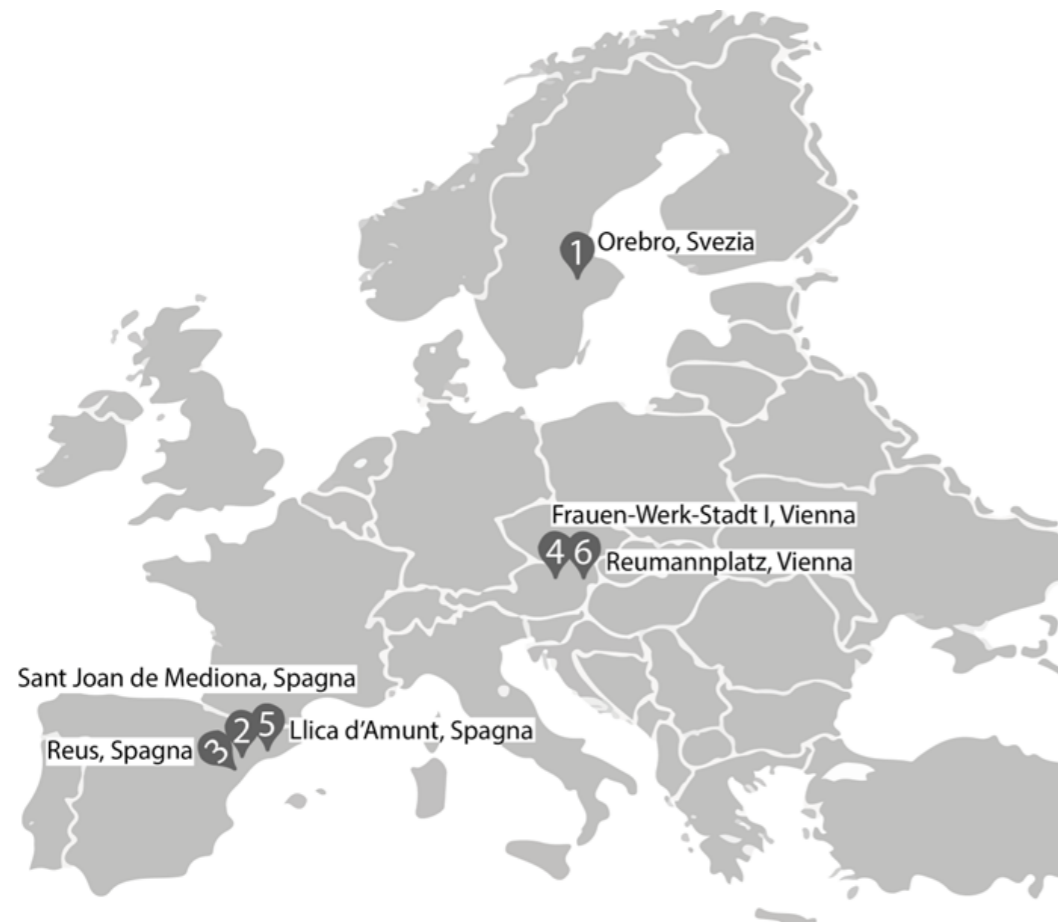 1
Orebro, Svezia
Frauen-Werk-Stadt I, Vienna
4
6
Reumannplatz, Vienna
Sant Joan de Mediona, Spagna
2
5
Llica d'Amunt, Spagna
Reus, Spagna
3